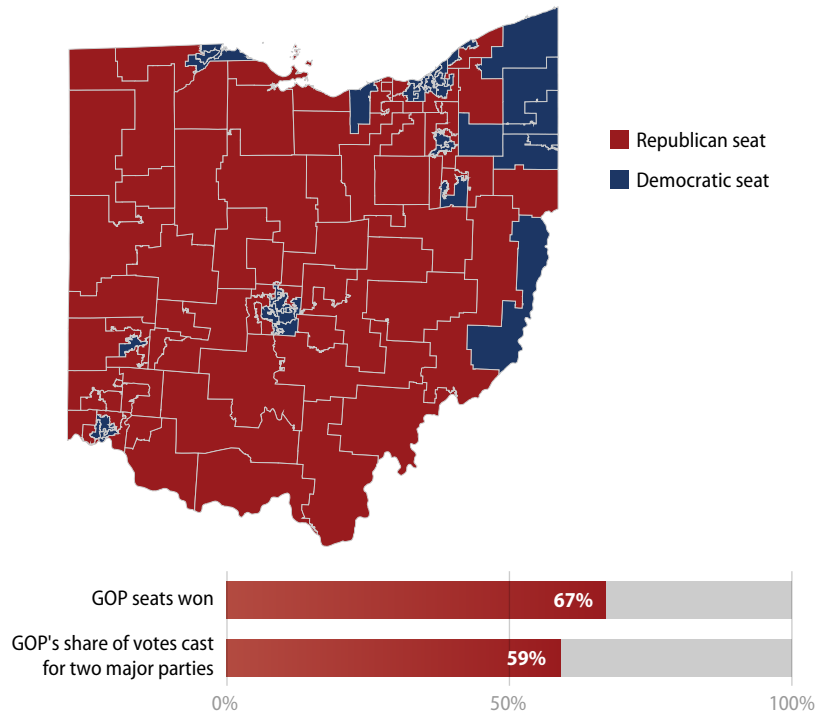 Republican seat
Democratic seat
GOP seats won
67%
GOP's share of votes cast
for two major parties
59%
0%
50%
100%